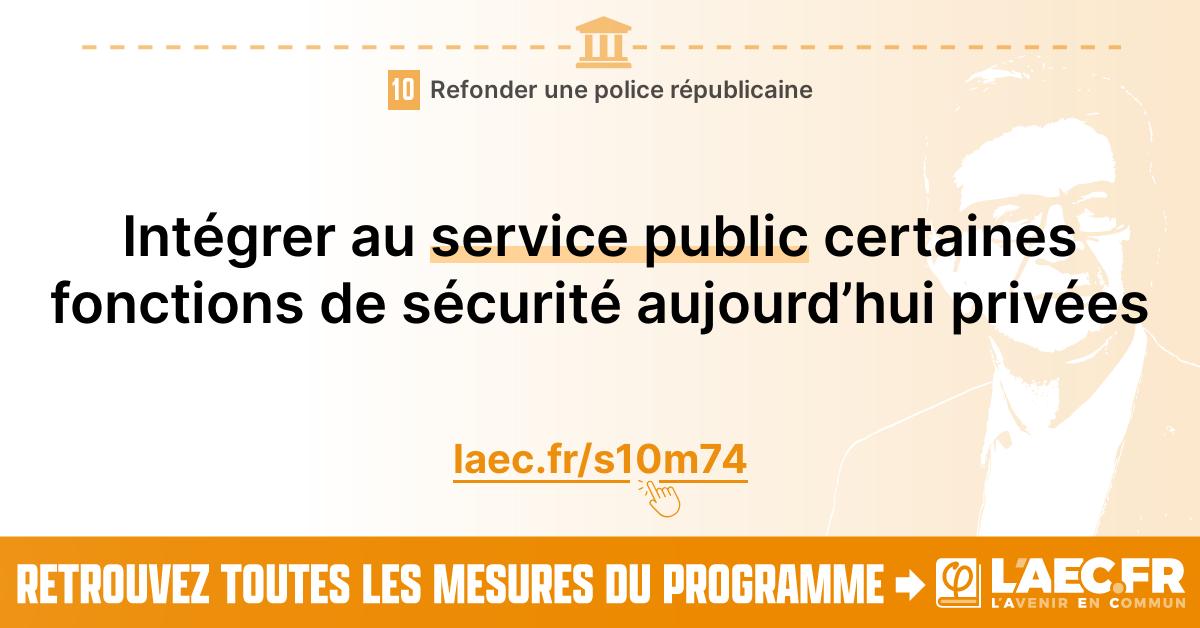 10 Refonder une police républicaine
Intégrer au service public certaines
fonctions de sécurité aujourd’hui privées
laec.fr/s10m74
RETROUVEZ TOUTES LES MESURES DU PROGRAMME
L'AEC.FR
L'AVENIR EN COMMUN